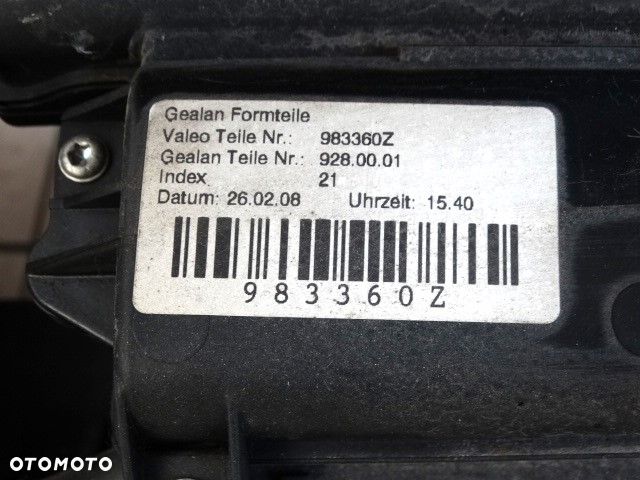 Gealan Formteile
Valeo Teile Nr.: 983360Z
Gealan Teile Nr.: 928.00.01
Index 21
Datum: 26.02.08 Uhrzeit: 15.40
983360Z
OTOMOTO